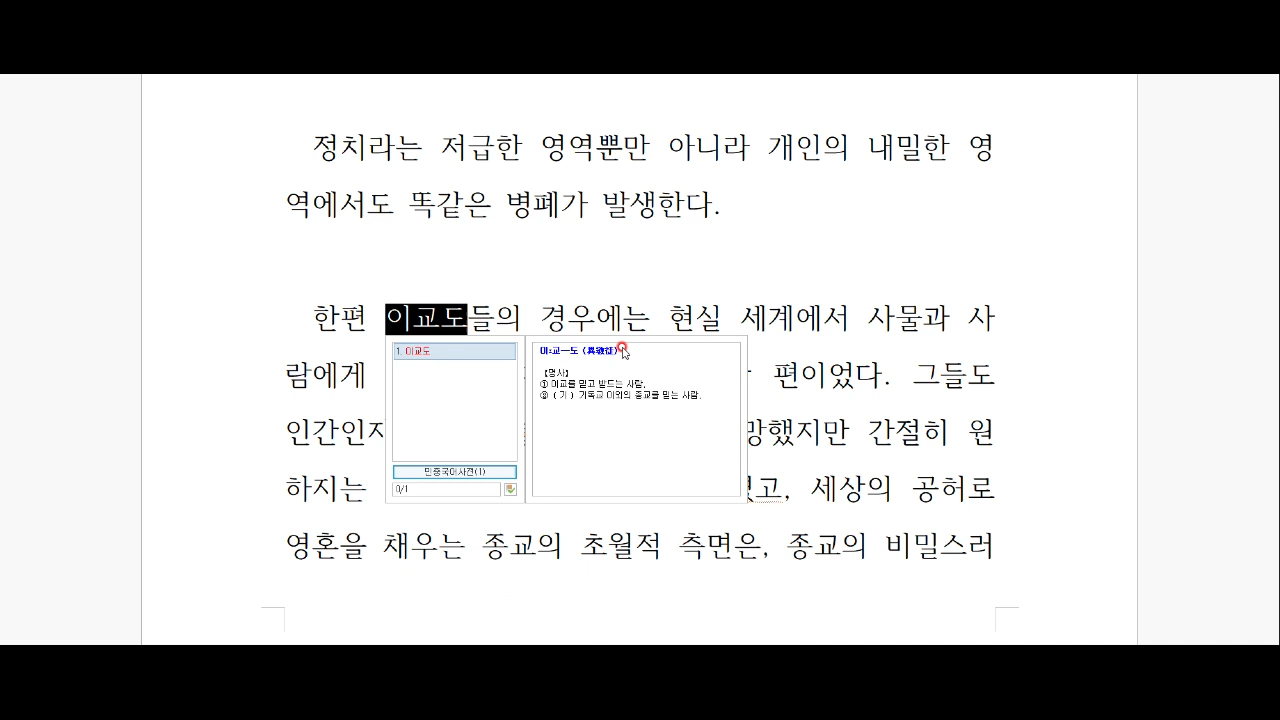 정치라는 저급한 영역뿐만 아니라 개인의 내밀한 영
역에서도 똑같은 병폐가 발생한다.
한편 이교도들의 경우에는 현실 세계에서 사물과 사
람에게 편이었다. 그들도
인간인지 망했지만 간절히 원
하지는 고, 세상의 공허로
영혼을 채우는 종교의 초월적 측면은, 종교의 비밀스러
1. 이교도
민중국어사전(1)
0/1
이:교―도 (異敎徒)
【명사】
① 이교를 믿고 받드는 사람.
② (기) 기독교 이외의 종교를 믿는 사람.